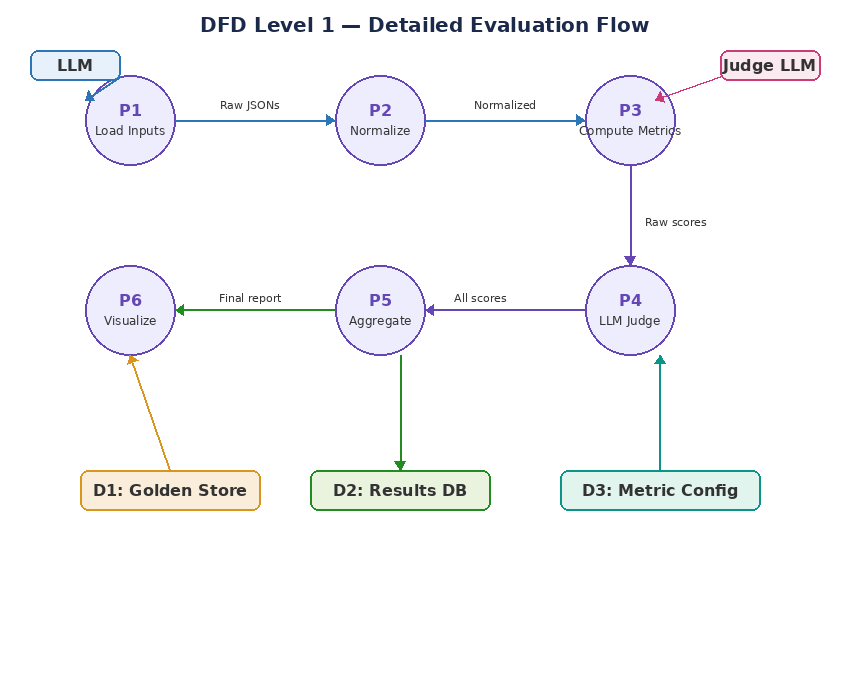 DFD Level 1 — Detailed Evaluation Flow
LLM
Judge LLM
P1
Load Inputs
Raw JSONs
P2
Normalize
Normalized
P3
Compute Metrics
Raw scores
P6
Visualize
Final report
P5
Aggregate
All scores
P4
LLM Judge
D1: Golden Store
D2: Results DB
D3: Metric Config